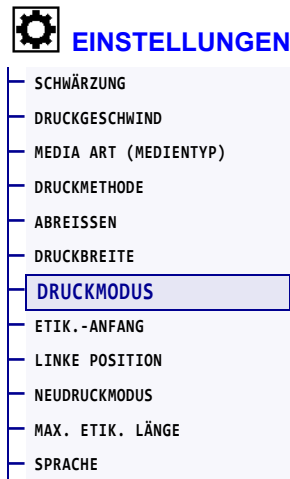 EINSTELLUNGEN
SCHWÄRZUNG
DRUCKGESCHWIND
MEDIA ART (MEDIENTYP)
DRUCKMETHODE
ABREISSEN
DRUCKBREITE
DRUCKMODUS
ETIK.-ANFANG
LINKE POSITION
NEUDRUCKMODUS
MAX. ETIK. LÄNGE
SPRACHE